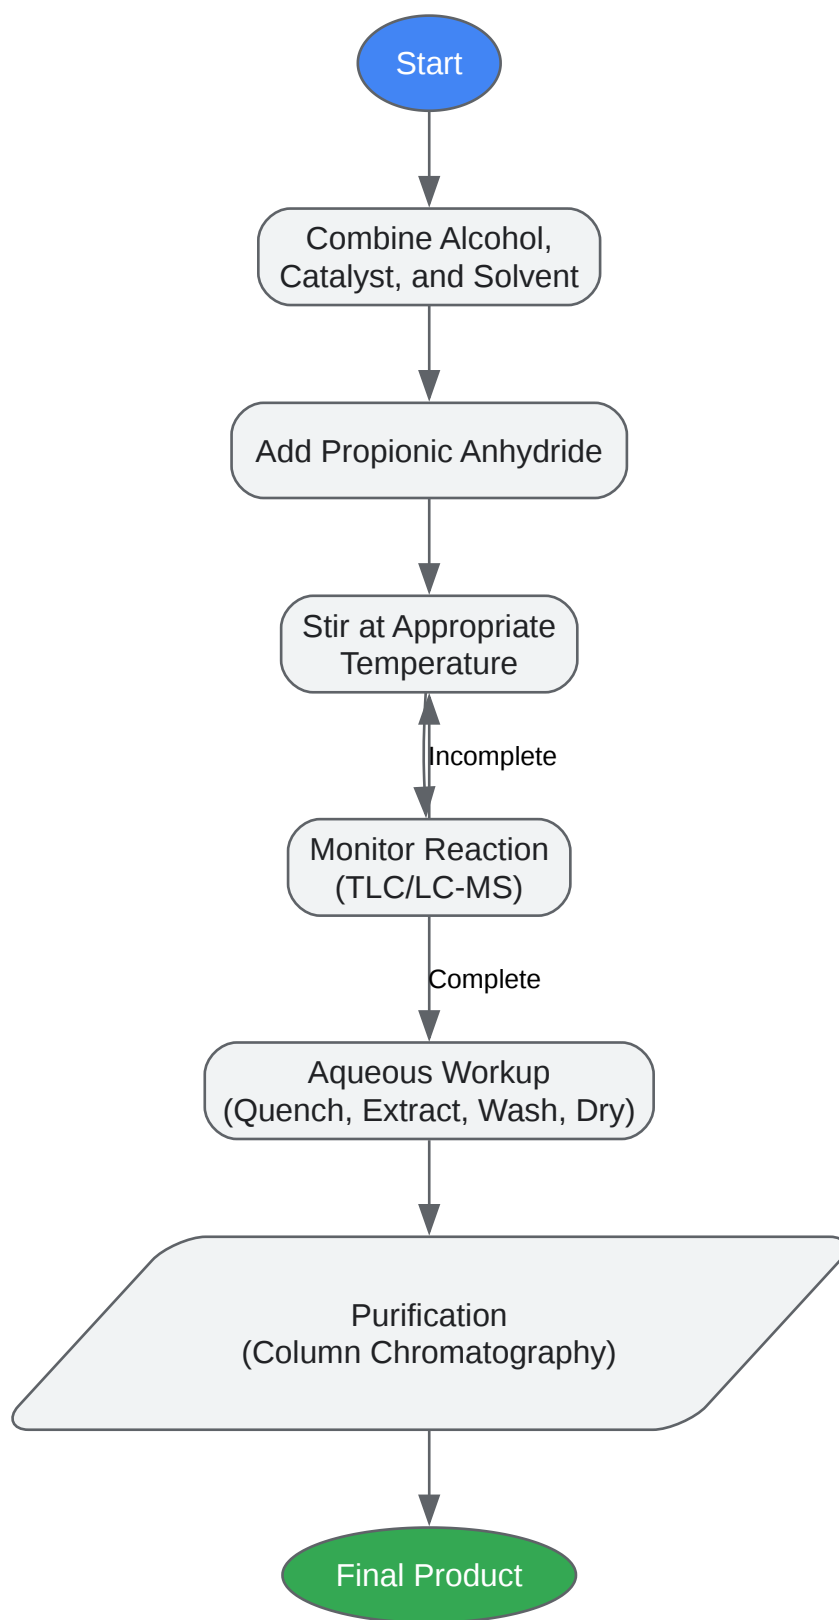 Start
Combine Alcohol,
Catalyst, and Solvent
Add Propionic Anhydride
Stir at Appropriate
Temperature
Incomplete
Monitor Reaction
(TLC/LC-MS)
Complete
Aqueous Workup
(Quench, Extract, Wash, Dry)
Purification
(Column Chromatography)
Final Product